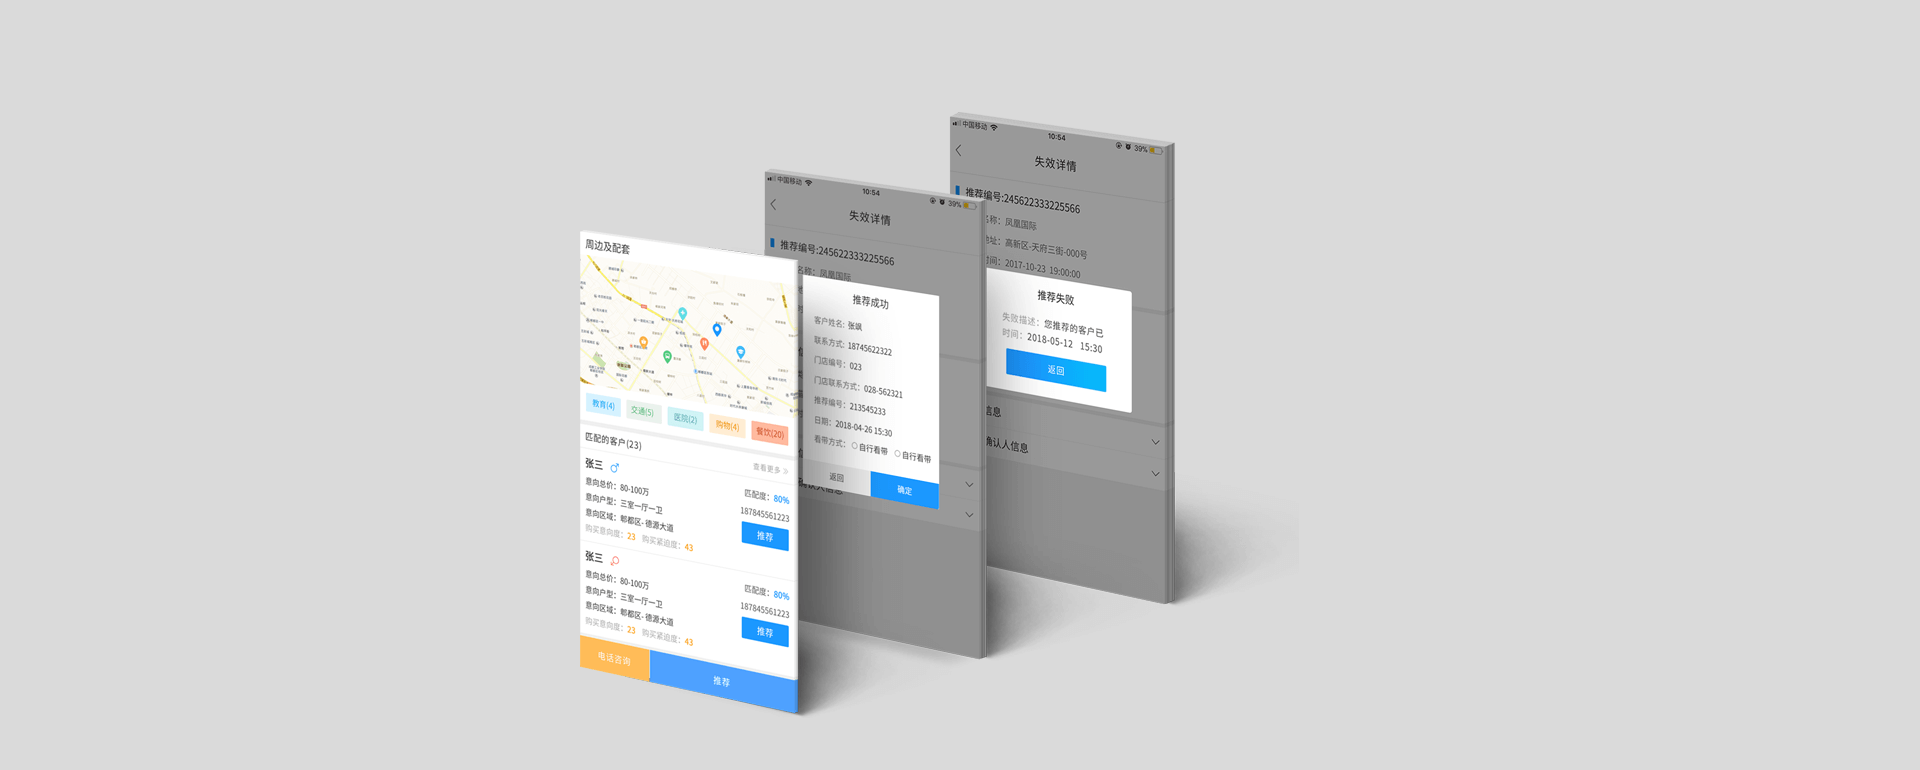 周边及配套
教育(4)
交通(5)
医院(2)
购物(4)
餐饮(20)
匹配的客户(23)
查看更多
张三
意向总价：80-100万
意向户型：三室一厅一卫
意向区域：郫都区- 德源大道
购买意向度：23 购买紧迫度：43
匹配度：80%
187845561223
推荐
张三
意向总价：80-100万
意向户型：三室一厅一卫
意向区域：郫都区- 德源大道
购买意向度：23 购买紧迫度：43
匹配度：80%
187845561223
推荐
电话咨询
推荐
中国移动
10:54
39%
失效详情
推荐编号:245622333225566
名称：凤凰国际
推荐成功
客户姓名：张飒
联系方式：18745622322
门店编号：023
门店联系方式：028-562321
推荐编号：213545233
日期：2018-04-26 15:30
看带方式：自行看带 自行看带
返回
确定
确认人信息
中国移动
10:54
39%
失效详情
推荐编号:245622333225566
名称：凤凰国际
地址：高新区-天府三街-000号
时间：2017-10-23 19:00:00
推荐失败
失败描述：您推荐的客户已
时间：2018-05-12 15:30
返回
信息
确认人信息